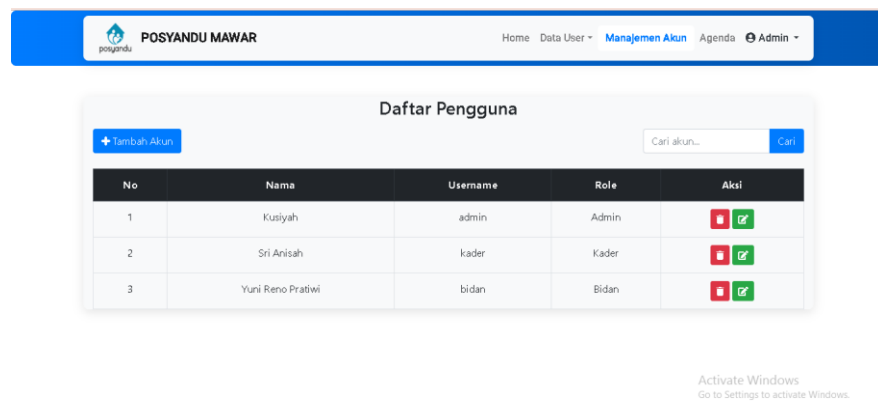 posyandu
POSYANDU MAWAR
Home Data User Manajemen Akun Agenda Admin
Daftar Pengguna
Tambah Akun
Cari akun...
Cari
No Nama Username Role Aksi
1 Kusiyah admin Admin
2 Sri Anisah kader Kader
3 Yuni Reno Pratiwi bidan Bidan
Activate Windows
Go to Settings to activate Windows.